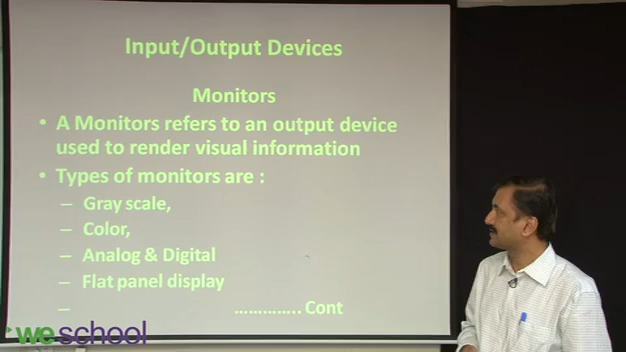 Input/Output Devices
Monitors
• A Monitors refers to an output device
used to render visual information
• Types of monitors are :
– Gray scale,
– Color,
– Analog & Digital
– Flat panel display
– ………….. Cont
weschool